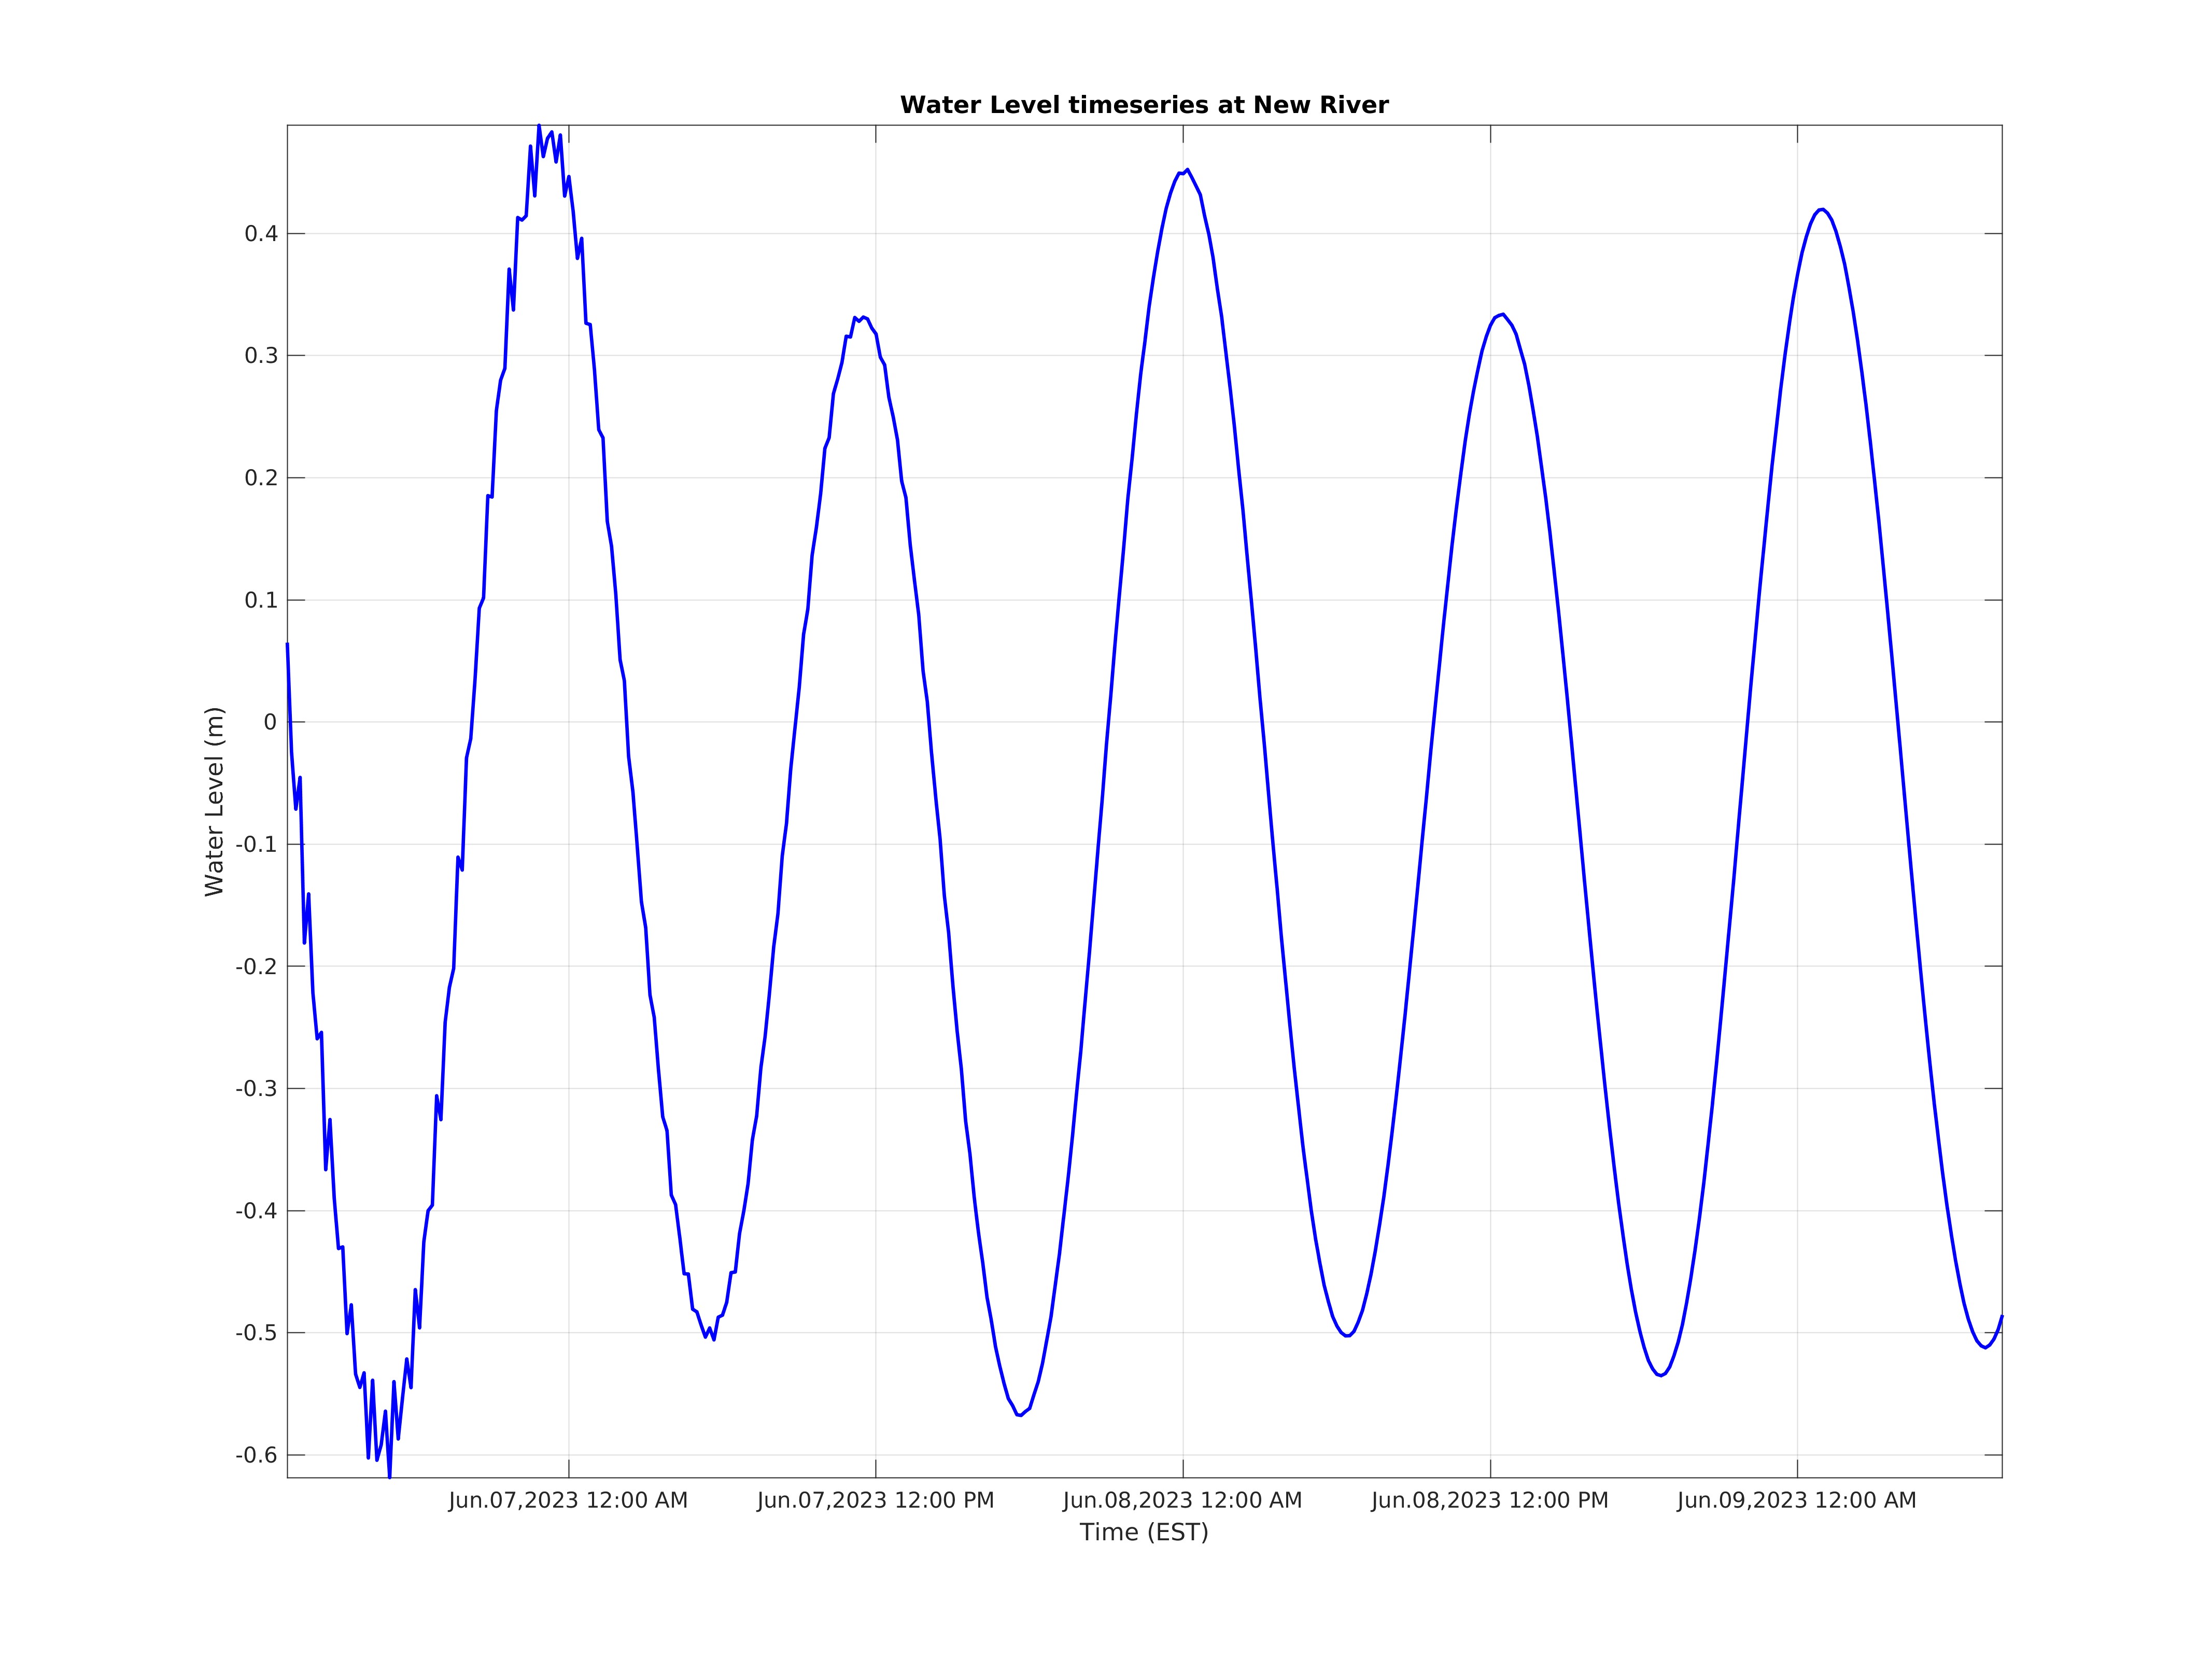 Water Level timeseries at New River
0.4
0.3
0.2
0.1
0
-0.1
-0.2
-0.3
-0.4
-0.5
-0.6
Water Level (m)
Jun.07,2023 12:00 AM
Jun.07,2023 12:00 PM
Jun.08,2023 12:00 AM
Jun.08,2023 12:00 PM
Jun.09,2023 12:00 AM
Time (EST)